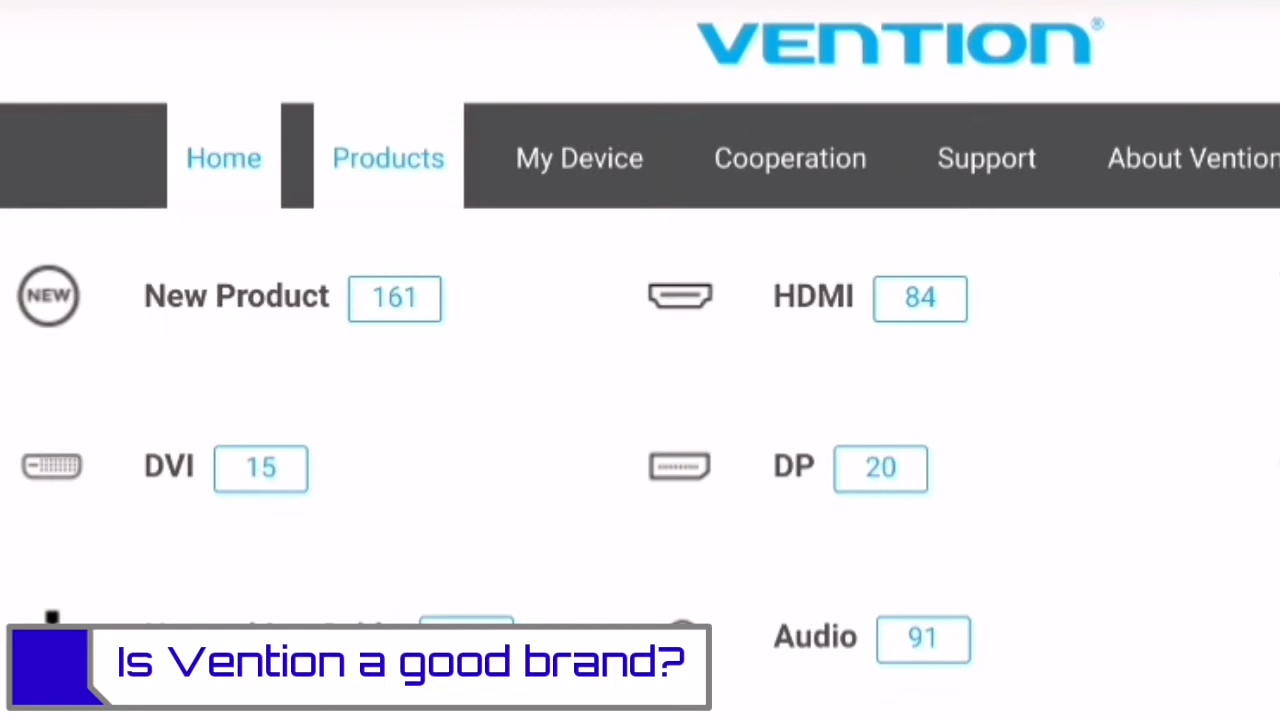 VENTION®
Home Products My Device Cooperation Support About Vention
NEW New Product 161 HDMI 84
DVI 15 DP 20
Audio 91
Is Vention a good brand?